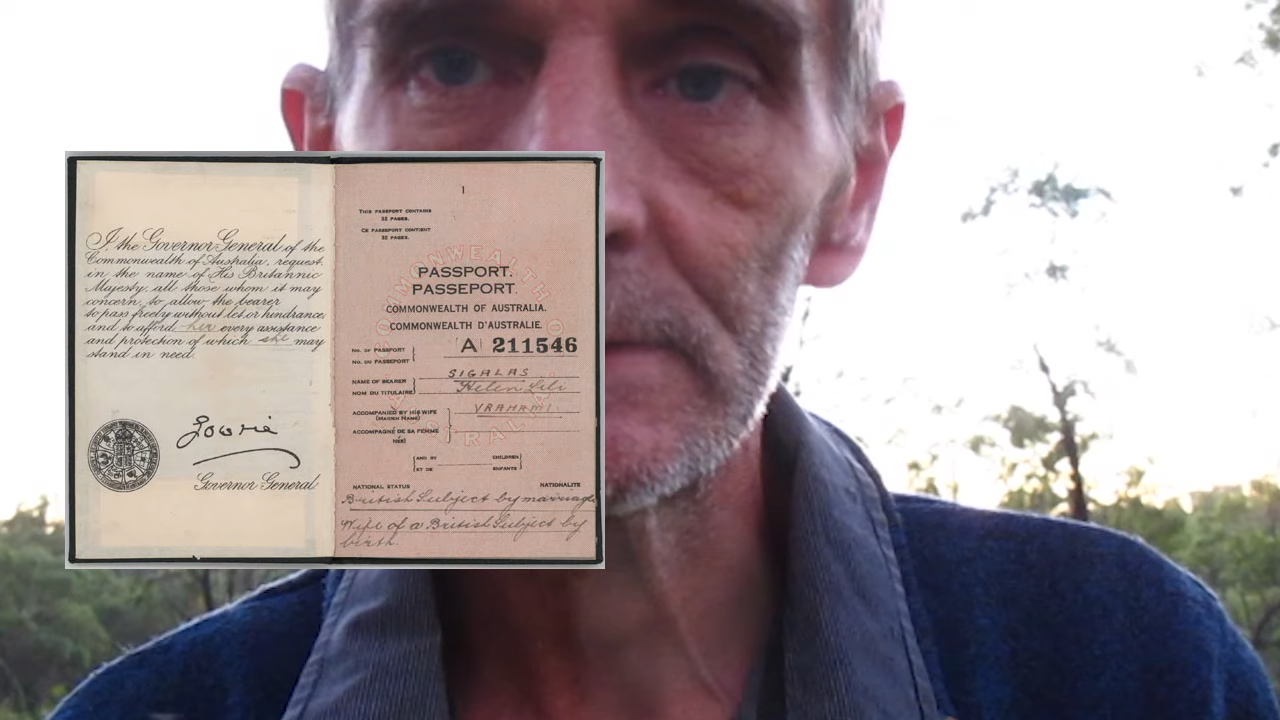 I, the Governor General of the
Commonwealth of Australia, request,
in the name of His Britannic
Majesty, all those whom it may
concern, to allow the bearer
to pass freely without let or hindrance,
and to afford her every assistance
and protection of which she may
stand in need
Gowrie
Governor General
1
THIS PASSPORT CONTAINS
32 PAGES.
CE PASSEPORT CONTIENT
32 PAGES.
COMMONWEALTH OF
AUSTRALIA
PASSPORT.
PASSEPORT.
COMMONWEALTH OF AUSTRALIA.
COMMONWEALTH D'AUSTRALIE.
NO. OF PASSPORT
NO. DU PASSEPORT
A 211546
SIGALAS
NAME OF BEARER
NOM DU TITULAIRE
Helen Lili
ACCOMPANIED BY HIS WIFE
(MAIDEN NAME)
VRAHAMI
ACCOMPAGNÉ DE SA FEMME
(NÉE)
AND BY CHILDREN
ET DE ENFANTS
NATIONAL STATUS NATIONALITE
British Subject by marriage
Wife of a British Subject by
birth.